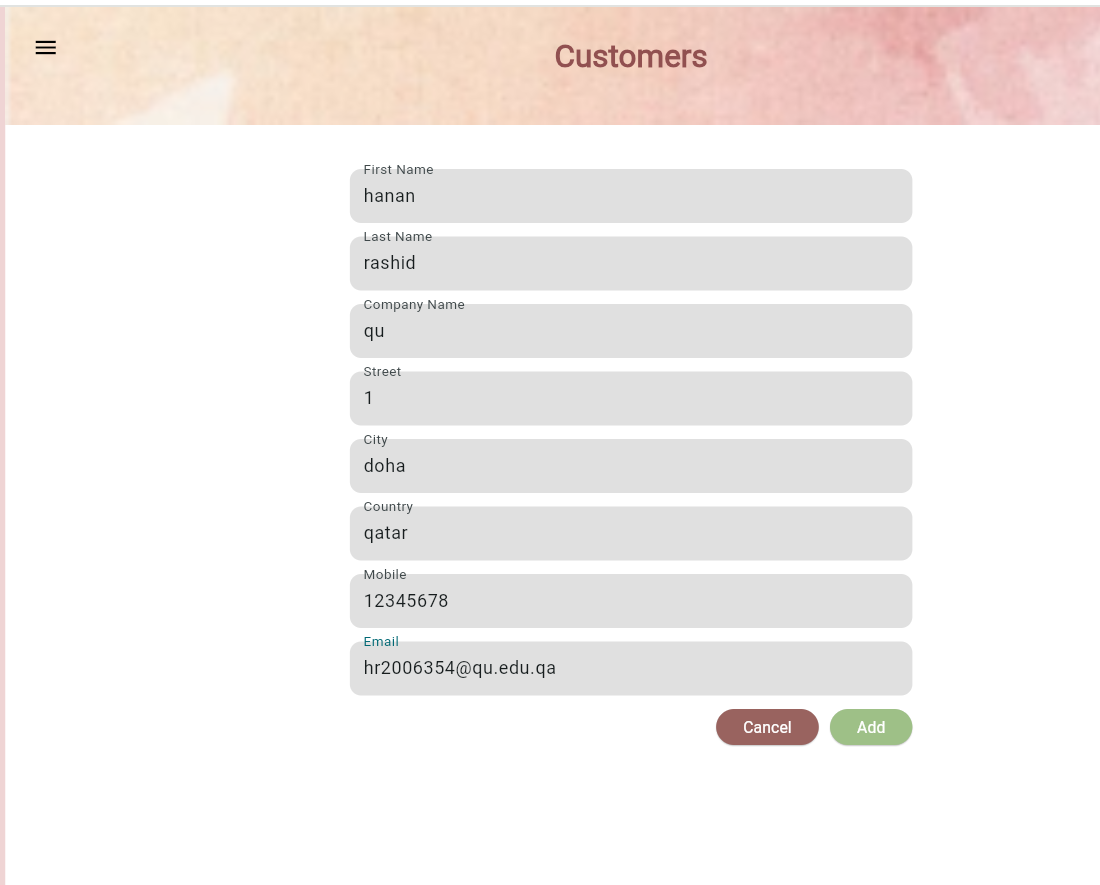 Customers
First Name
hanan
Last Name
rashid
Company Name
qu
Street
1
City
doha
Country
qatar
Mobile
12345678
Email
hr2006354@qu.edu.qa
Cancel Add